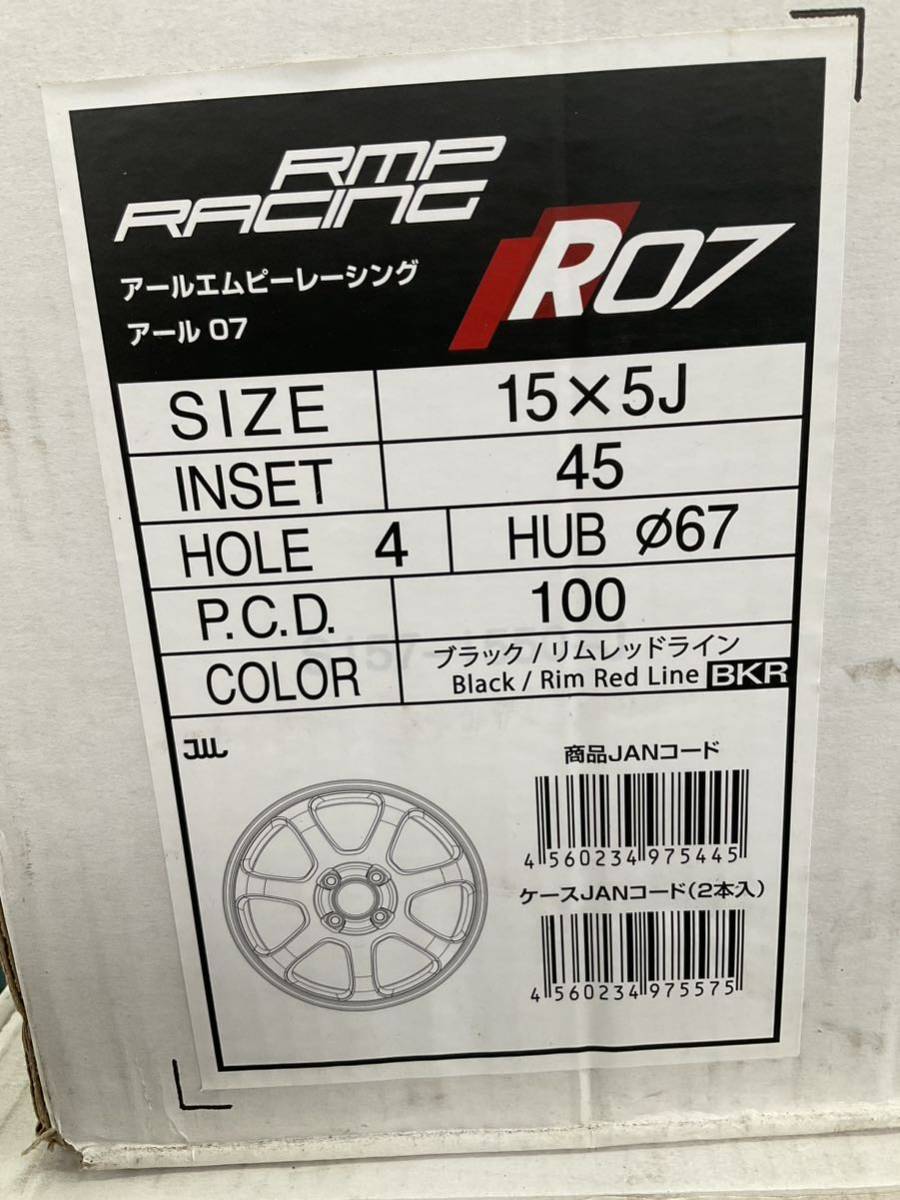 RMP
RACING
アールエムピーレーシング
アール 07
R07
SIZE 15×5J
INSET 45
HOLE 4 HUB Ø67
P.C.D. 100
COLOR ブラック / リムレッドライン
Black / Rim Red Line BKR
JWL
商品JANコード
4 560234 975445
ケースJANコード(2本入)
4 560234 975575